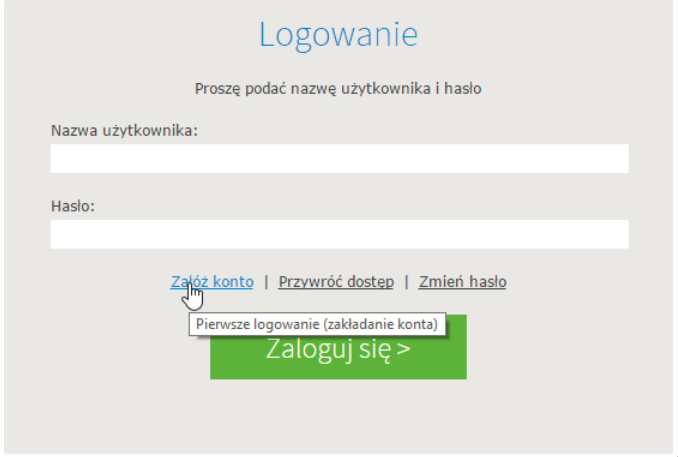 Logowanie
Proszę podać nazwę użytkownika i hasło
Nazwa użytkownika:
Hasło:
Załóż konto | Przywróć dostęp | Zmień hasło
Pierwsze logowanie (zakładanie konta)
Zaloguj się >